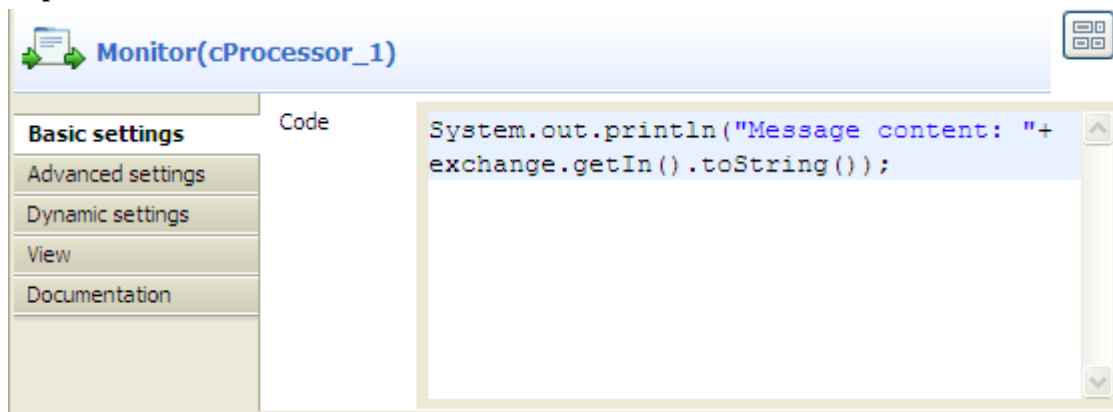 Monitor(cProcessor_1)
Basic settings
Advanced settings
Dynamic settings
View
Documentation
Code
System.out.println("Message content: "+
exchange.getIn().toString());